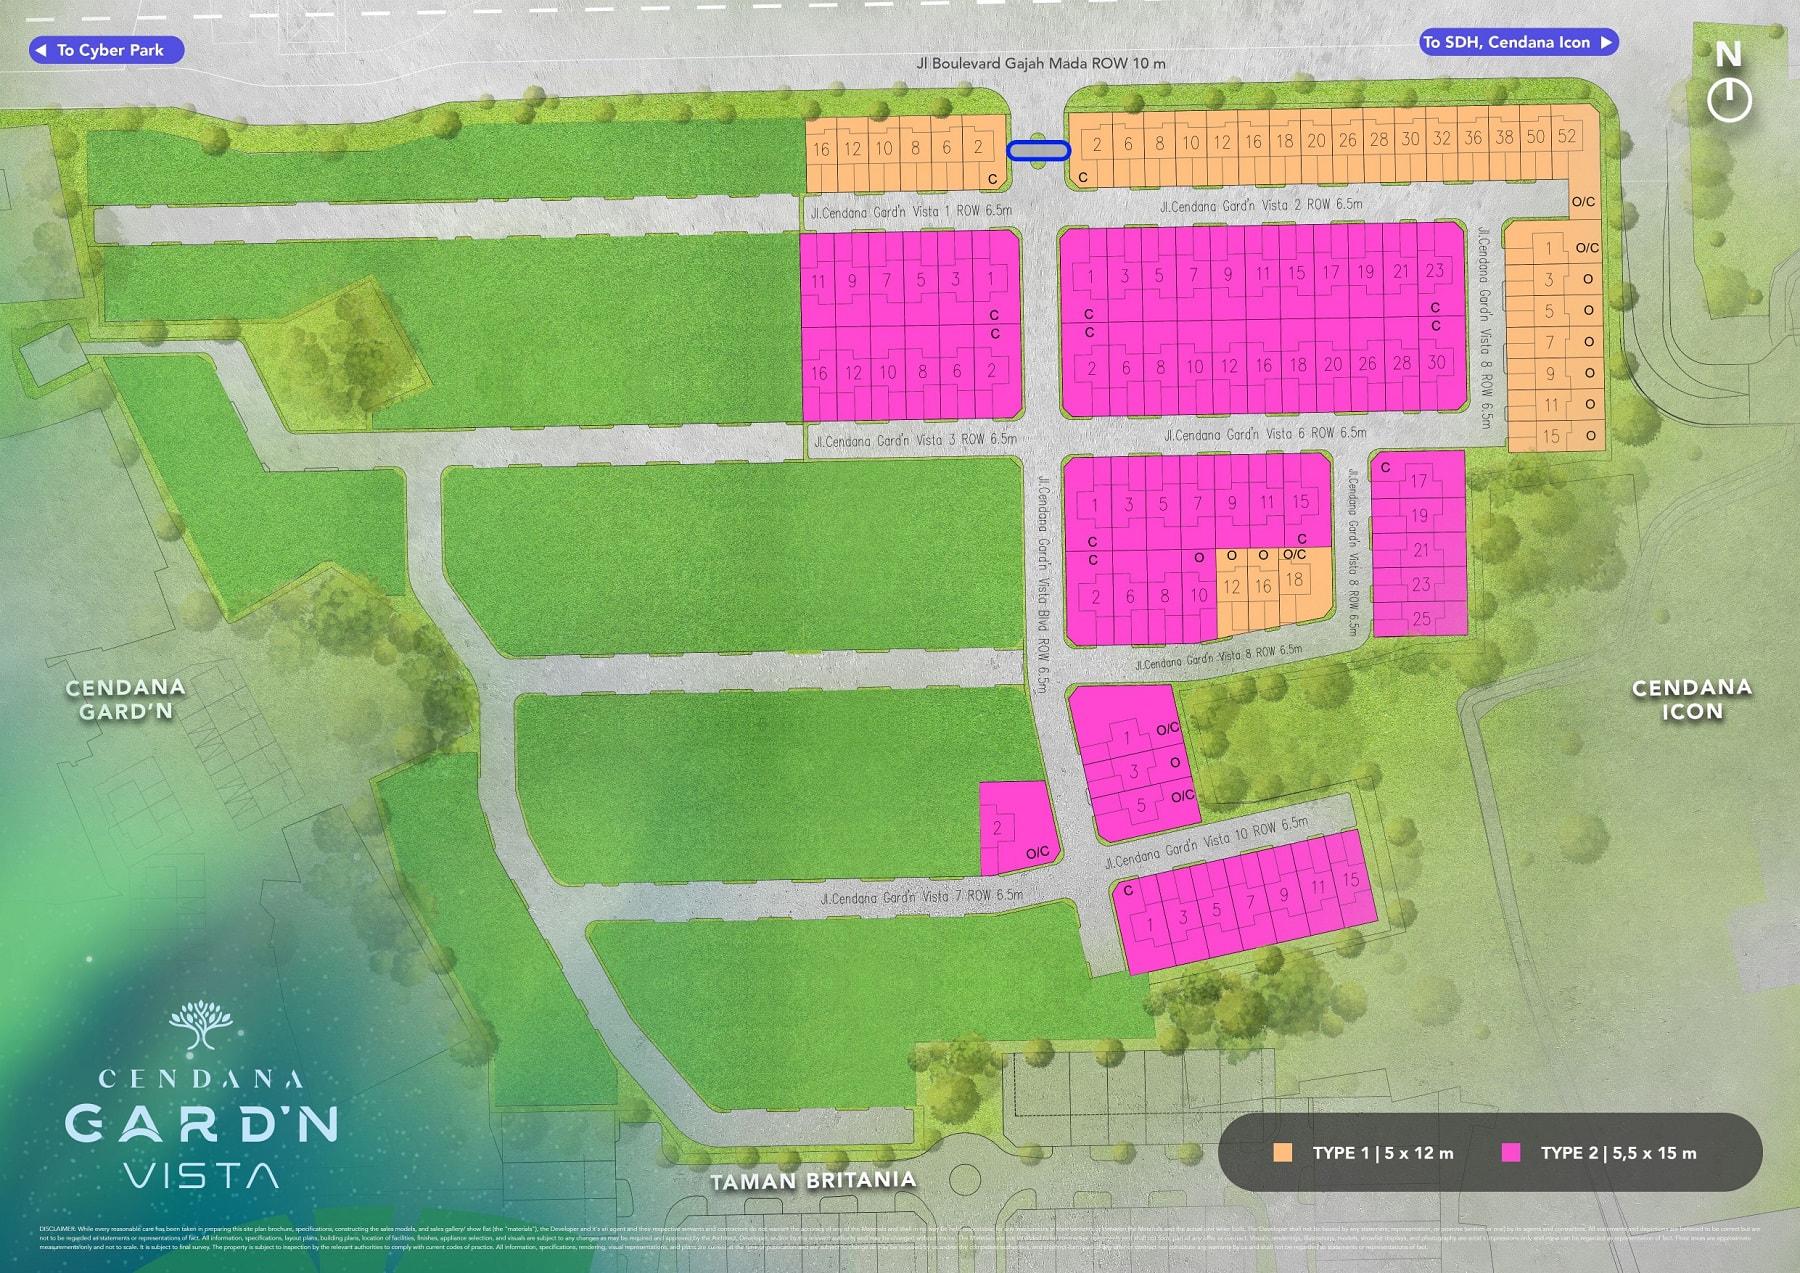 To Cyber Park
To SDH, Cendana Icon
Jl Boulevard Gajah Mada ROW 10 m
N
16 12 10 8 6 2
C
2 6 8 10 12 16 18 20 26 28 30 32 36 38 50 52
C
O/C
Jl.Cendana Gard'n Vista 1 ROW 6.5m
Jl.Cendana Gard'n Vista 2 ROW 6.5m
11 9 7 5 3 1
C
C
16 12 10 8 6 2
1 3 5 7 9 11 15 17 19 21 23
C C
C C
2 6 8 10 12 16 18 20 26 28 30
Jl.Cendana Gard'n Vista 8 ROW 6.5m
1 O/C
3 O
5 O
7 O
9 O
11 O
15 O
Jl.Cendana Gard'n Vista 3 ROW 6.5m
Jl.Cendana Gard'n Vista 6 ROW 6.5m
Jl.Cendana Gard'n Vista Blvd ROW 6.5m
1 3 5 7 9 11 15
C C
C O O O O/C
2 6 8 10 12 16 18
Jl.Cendana Gard'n Vista 8 ROW 6.5m
C
17
19
21
23
25
Jl.Cendana Gard'n Vista 8 ROW 6.5m
CENDANA
GARD'N
CENDANA
ICON
1 O/C
3 O
5 O/C
2
O/C
Jl.Cendana Gard'n Vista 10 ROW 6.5m
Jl.Cendana Gard'n Vista 7 ROW 6.5m
C
1 3 5 7 9 11 15
CENDANA
GARD'N
VISTA
TAMAN BRITANIA
TYPE 1 | 5 x 12 m
TYPE 2 | 5,5 x 15 m